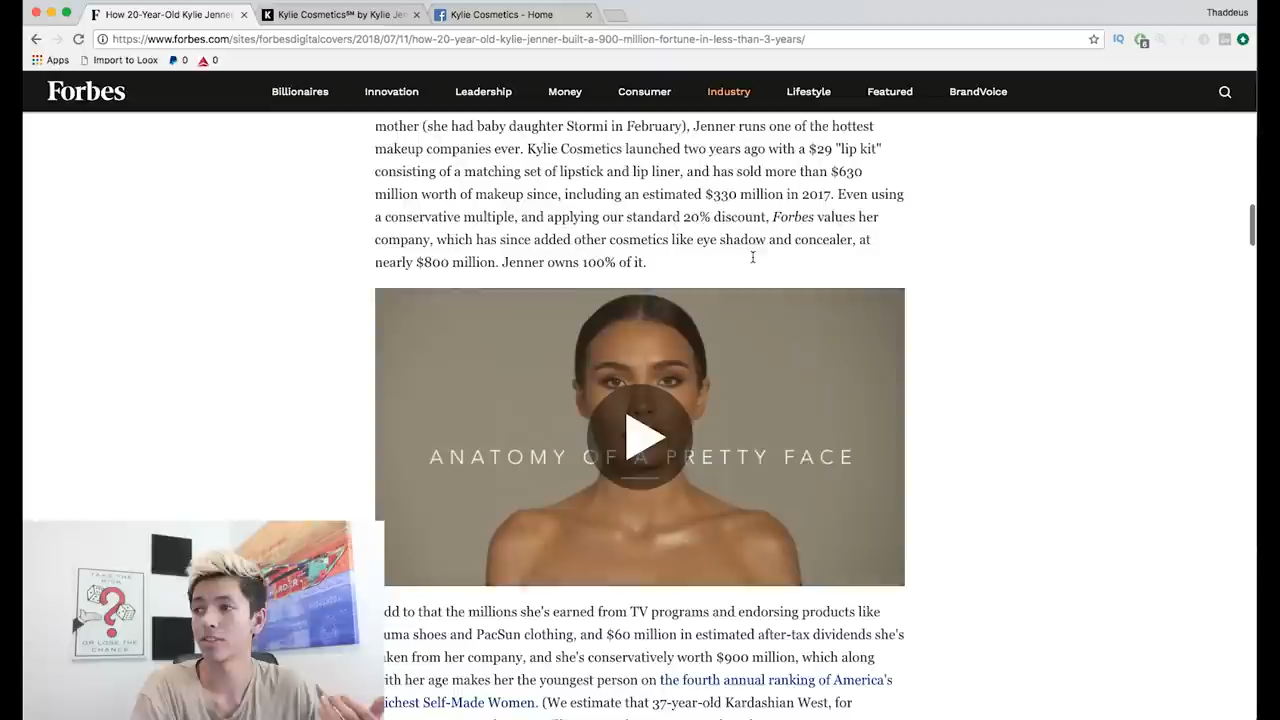 How 20-Year-Old Kylie Jenne
Kylie Cosmetics℠ by Kylie Je
Kylie Cosmetics - Home
Thaddeus
https://www.forbes.com/sites/forbesdigitalcovers/2018/07/11/how-20-year-old-kylie-jenner-built-a-900-million-fortune-in-less-than-3-years/
Apps Import to Loox 0 0
Forbes
Billionaires Innovation Leadership Money Consumer Industry Lifestyle Featured BrandVoice
mother (she had baby daughter Stormi in February), Jenner runs one of the hottest
makeup companies ever. Kylie Cosmetics launched two years ago with a $29 "lip kit"
consisting of a matching set of lipstick and lip liner, and has sold more than $630
million worth of makeup since, including an estimated $330 million in 2017. Even using
a conservative multiple, and applying our standard 20% discount, Forbes values her
company, which has since added other cosmetics like eye shadow and concealer, at
nearly $800 million. Jenner owns 100% of it.
ANATOMY OF A PRETTY FACE
TAKE THE
RISK
OR LOSE THE
CHANCE
dd to that the millions she's earned from TV programs and endorsing products like
uma shoes and PacSun clothing, and $60 million in estimated after-tax dividends she's
ken from her company, and she's conservatively worth $900 million, which along
ith her age makes her the youngest person on the fourth annual ranking of America's
ichest Self-Made Women. (We estimate that 37-year-old Kardashian West, for